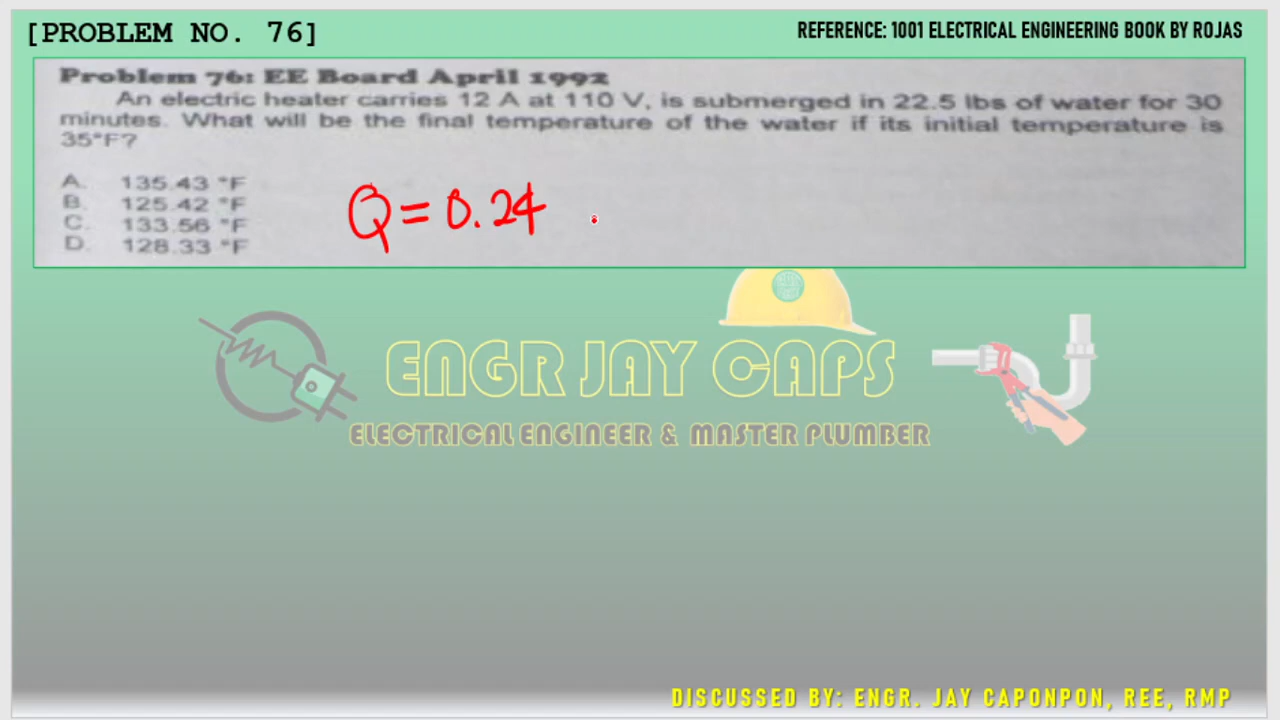 [PROBLEM NO. 76]
REFERENCE: 1001 ELECTRICAL ENGINEERING BOOK BY ROJAS
Problem 76: EE Board April 1992
An electric heater carries 12 A at 110 V, is submerged in 22.5 lbs of water for 30
minutes. What will be the final temperature of the water if its initial temperature is
35°F?
A. 135.43 °F
B. 125.42 °F
C. 133.56 °F
D. 128.33 °F
Q = 0.24
ENGR JAY CAPS
ELECTRICAL ENGINEER & MASTER PLUMBER
DISCUSSED BY: ENGR. JAY CAPONPON, REE, RMP